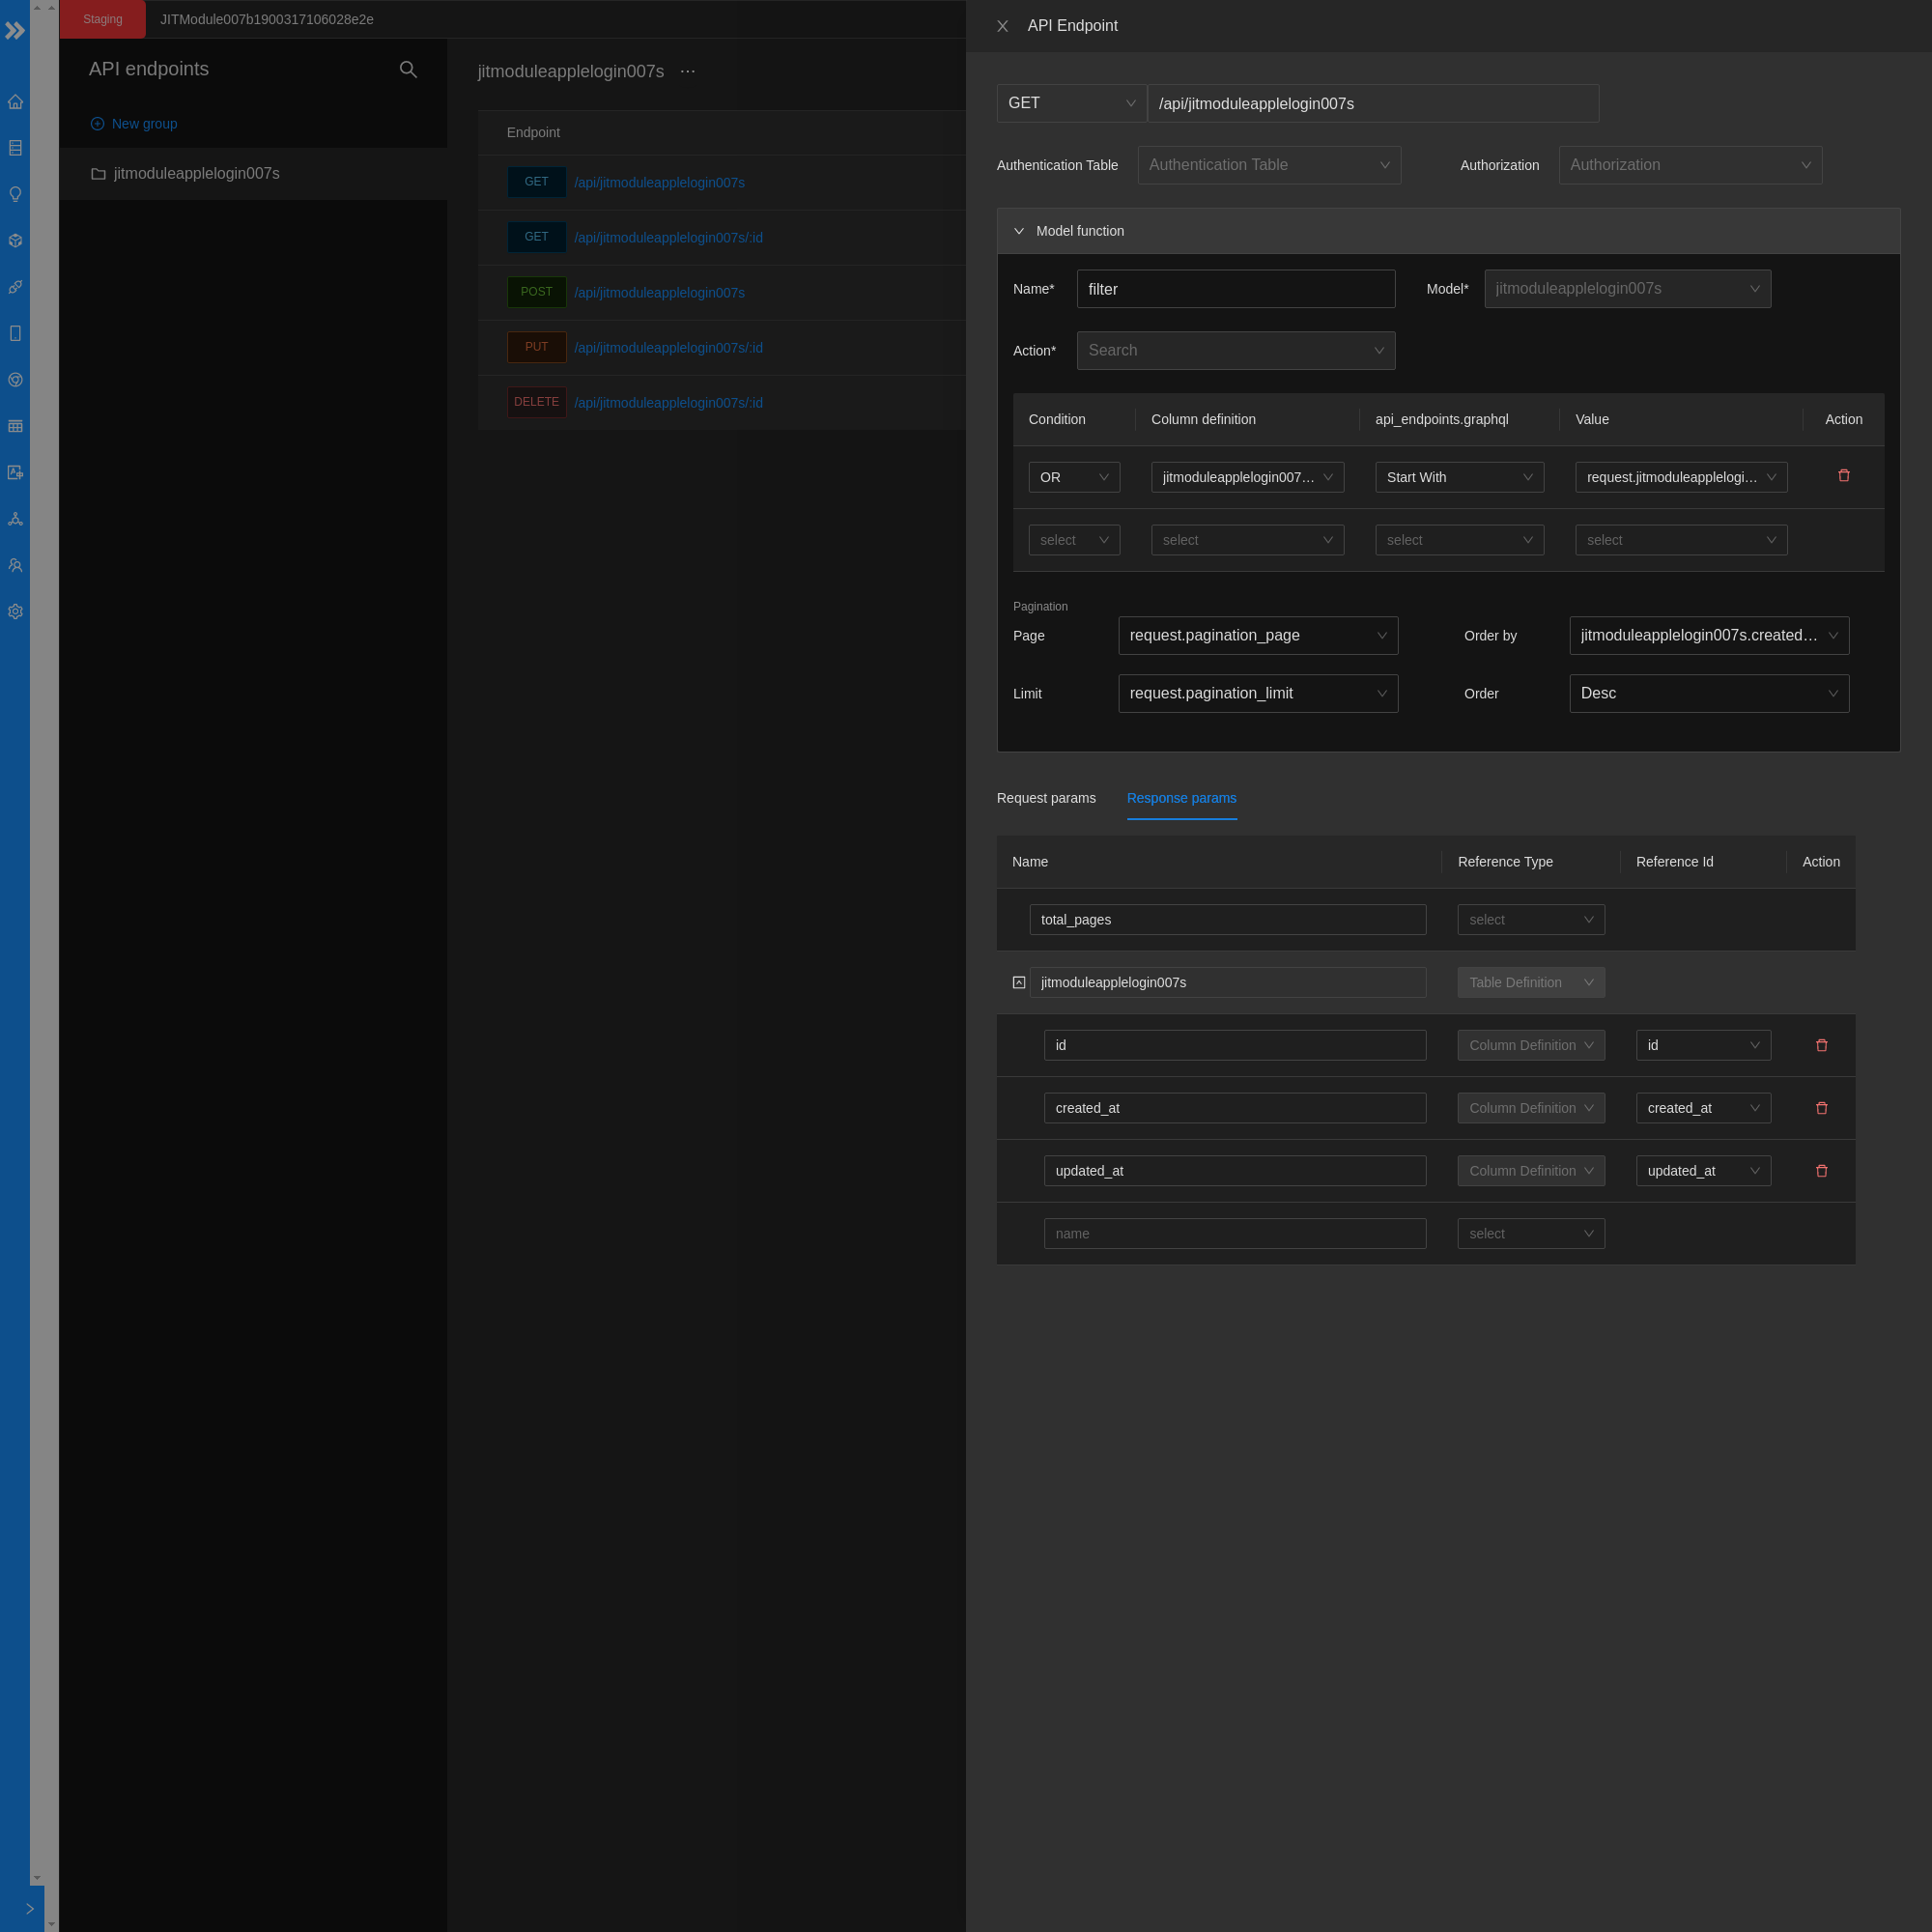 Staging
JITModule007b1900317106028e2e
API endpoints
New group
jitmoduleapplelogin007s
jitmoduleapplelogin007s ...
Endpoint
GET /api/jitmoduleapplelogin007s
GET /api/jitmoduleapplelogin007s/:id
POST /api/jitmoduleapplelogin007s
PUT /api/jitmoduleapplelogin007s/:id
DELETE /api/jitmoduleapplelogin007s/:id
API Endpoint
GET /api/jitmoduleapplelogin007s
Authentication Table Authentication Table Authorization Authorization
Model function
Name* filter Model* jitmoduleapplelogin007s
Action* Search
Condition Column definition api_endpoints.graphql Value Action
OR jitmoduleapplelogin007... Start With request.jitmoduleapplelogi...
select select select select
Pagination
Page request.pagination_page Order by jitmoduleapplelogin007s.created...
Limit request.pagination_limit Order Desc
Request params Response params
Name Reference Type Reference Id Action
total_pages select
jitmoduleapplelogin007s Table Definition
id Column Definition id
created_at Column Definition created_at
updated_at Column Definition updated_at
name select